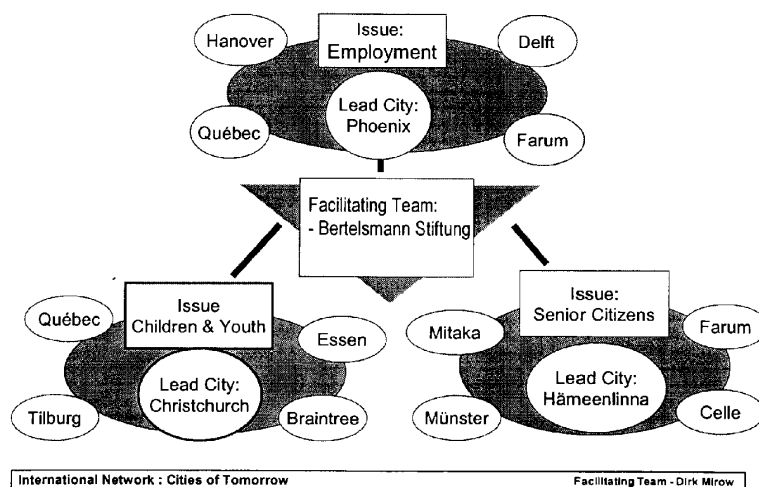 Hanover
Issue:
Employment
Delft
Lead City:
Phoenix
Québec
Farum
Facilitating Team:
- Bertelsmann Stiftung
Issue
Children & Youth
Québec
Essen
Lead City:
Christchurch
Tilburg
Braintree
Issue:
Senior Citizens
Mitaka
Farum
Lead City:
Hämeenlinna
Münster
Celle
International Network : Cities of Tomorrow
Facilitating Team - Dirk Mirow